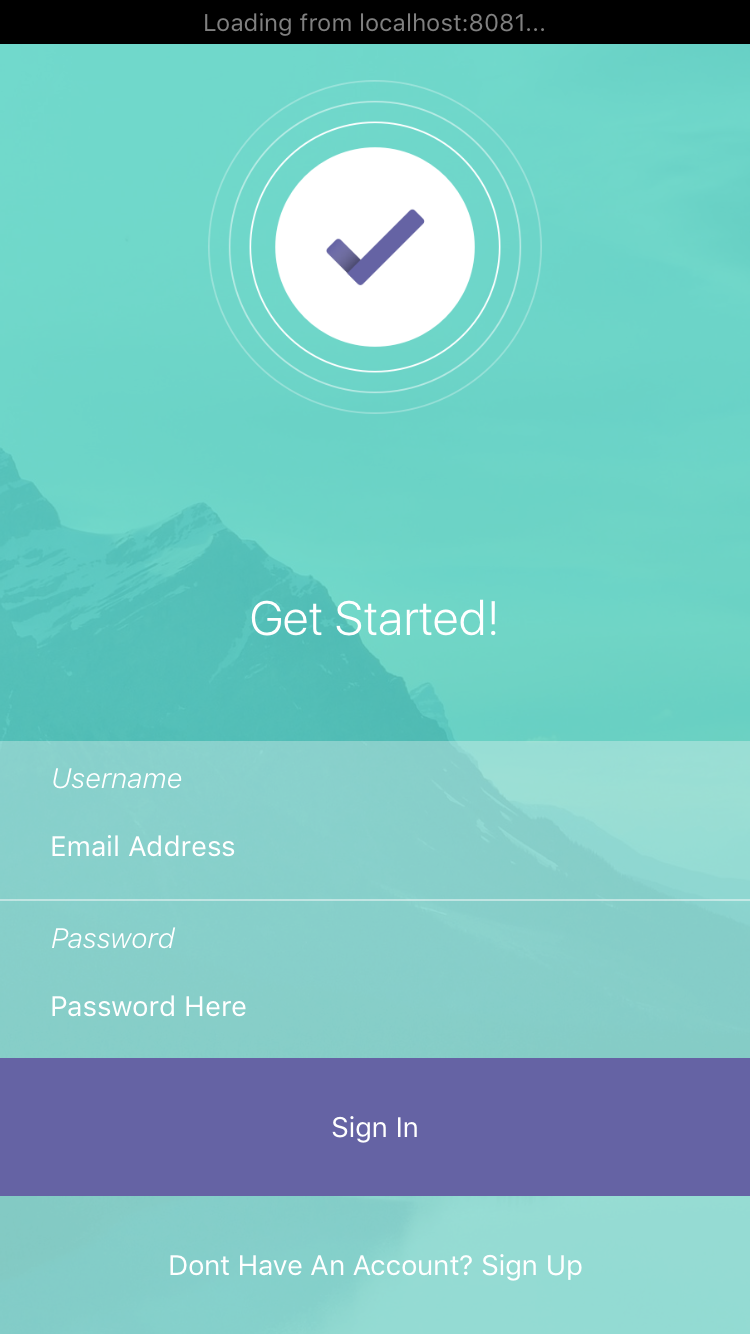 Loading from localhost:8081...
Get Started!
Username
Email Address
Password
Password Here
Sign In
Dont Have An Account? Sign Up